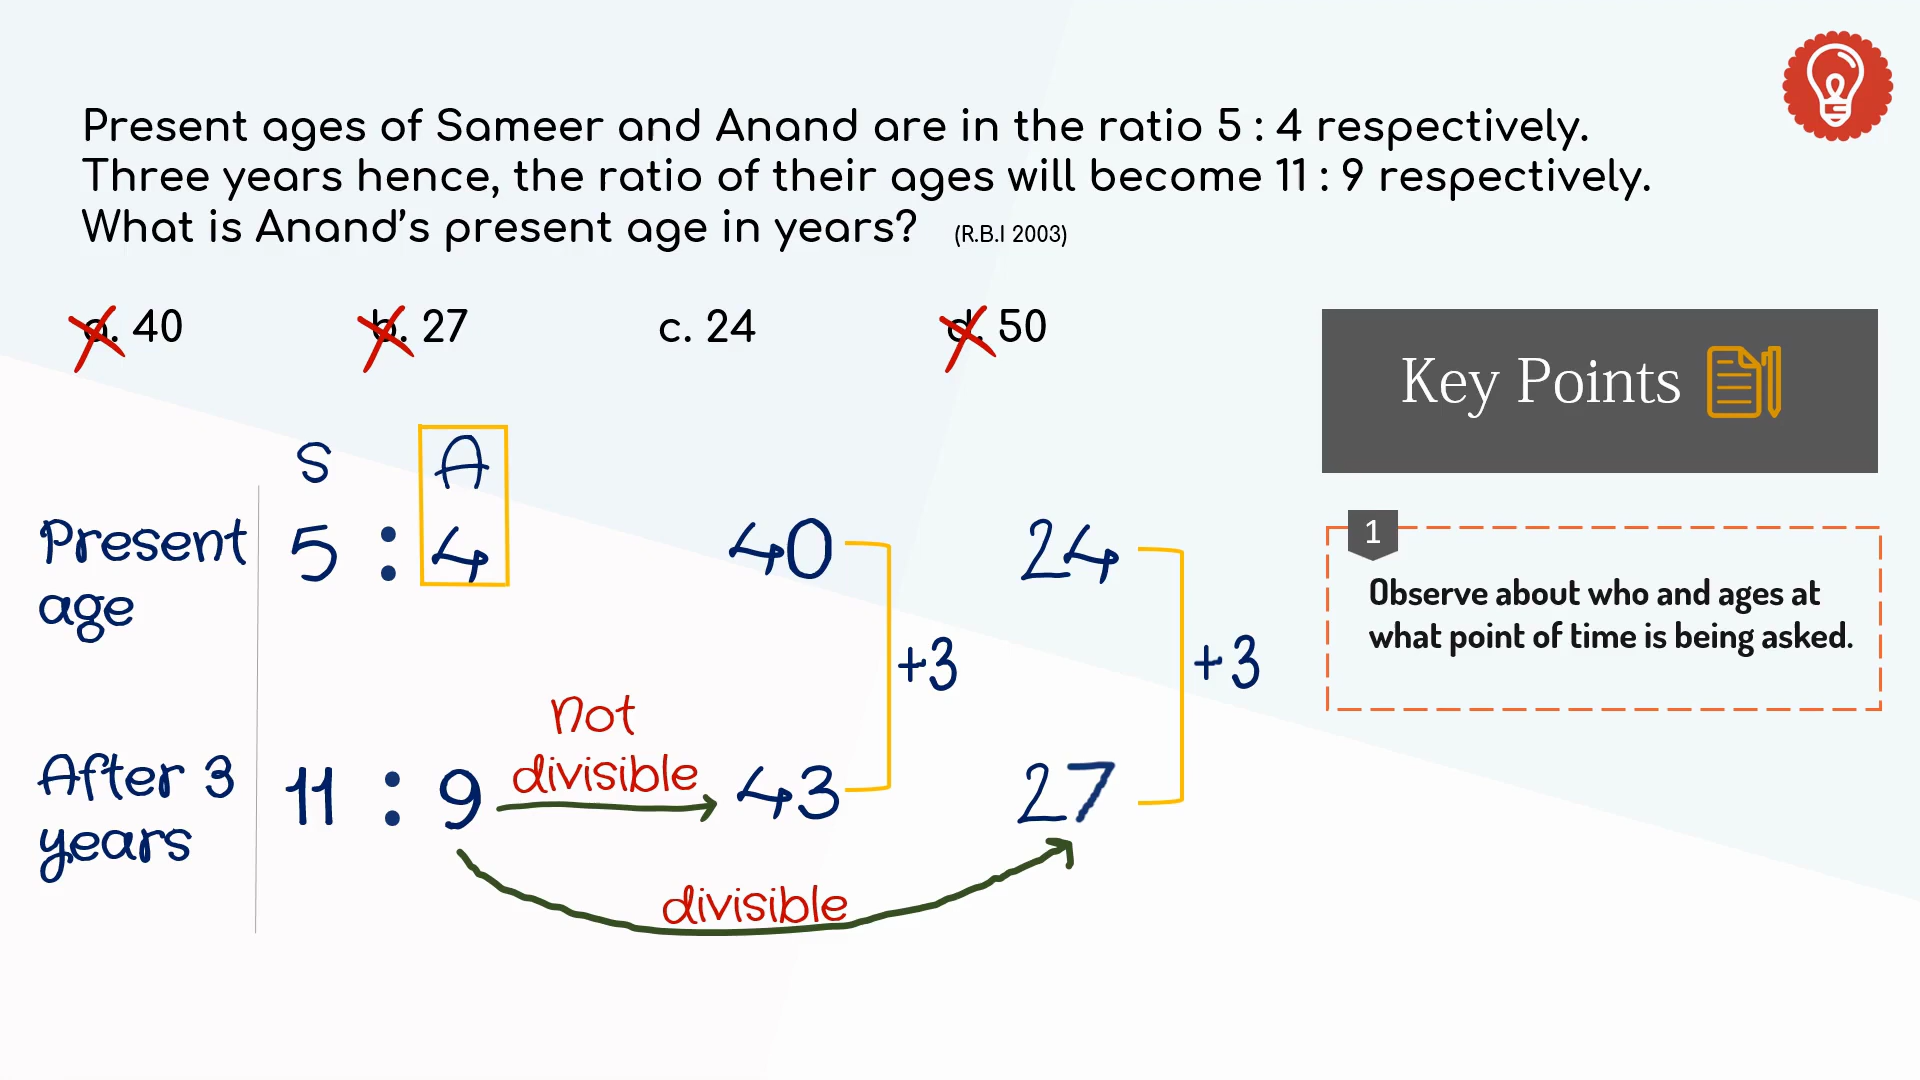 Present ages of Sameer and Anand are in the ratio 5 : 4 respectively.
Three years hence, the ratio of their ages will become 11 : 9 respectively.
What is Anand’s present age in years? (R.B.I 2003)
a. 40 b. 27 c. 24 d. 50
Key Points
S A
Present age 5 : 4 40 24
1
Observe about who and ages at
what point of time is being asked.
+3 +3
not
divisible
After 3 years 11 : 9 43 27
divisible